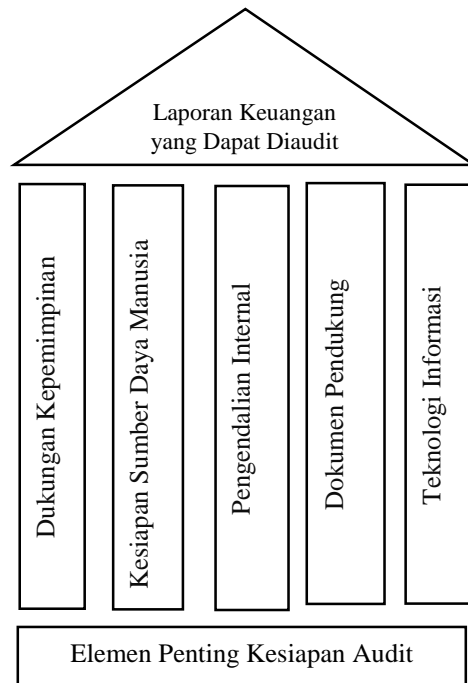 Laporan Keuangan
yang Dapat Diaudit
Dukungan Kepemimpinan
Kesiapan Sumber Daya Manusia
Pengendalian Internal
Dokumen Pendukung
Teknologi Informasi
Elemen Penting Kesiapan Audit